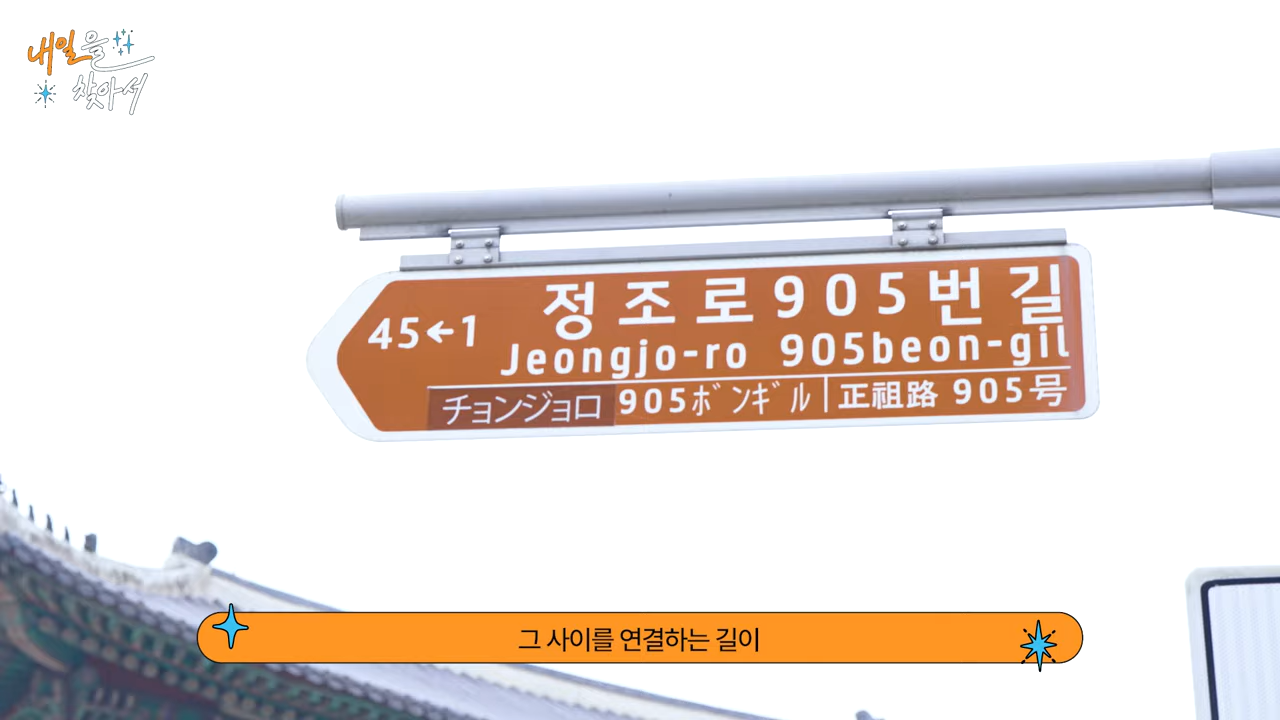 내일을
찾아서
정조로905번길
45←1
Jeongjo-ro 905beon-gil
チョンジョロ 905ボンギル | 正祖路 905号
그 사이를 연결하는 길이